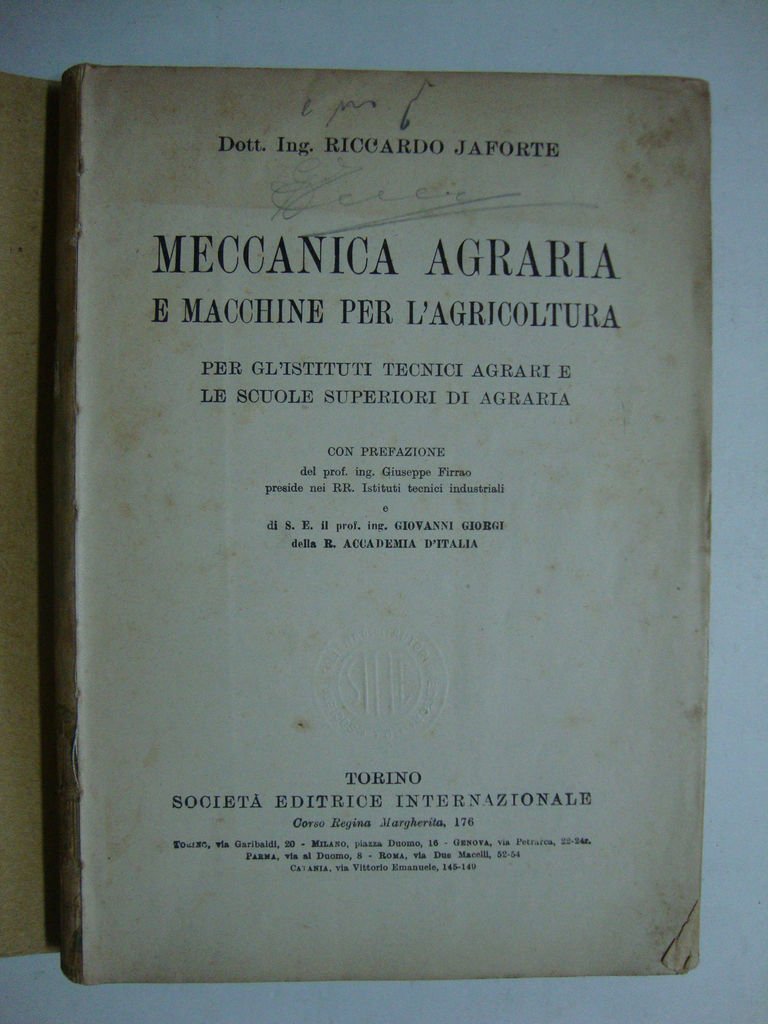 Dott. Ing. RICCARDO JAFORTE
MECCANICA AGRARIA
E MACCHINE PER L'AGRICOLTURA
PER GL'ISTITUTI TECNICI AGRARI E
LE SCUOLE SUPERIORI DI AGRARIA
CON PREFAZIONE
del prof. ing. Giuseppe Firrao
preside nei RR. Istituti tecnici industriali
e
di S. E. il prof. ing. GIOVANNI GIORGI
della R. ACCADEMIA D'ITALIA
TORINO
SOCIETÀ EDITRICE INTERNAZIONALE
Corso Regina Margherita, 176
TORINO, via Garibaldi, 20 - MILANO, piazza Duomo, 16 - GENOVA, via Petrarca, 22-24r.
PARMA, via al Duomo, 8 - ROMA, via Due Macelli, 52-54
CATANIA, via Vittorio Emanuele, 145-149